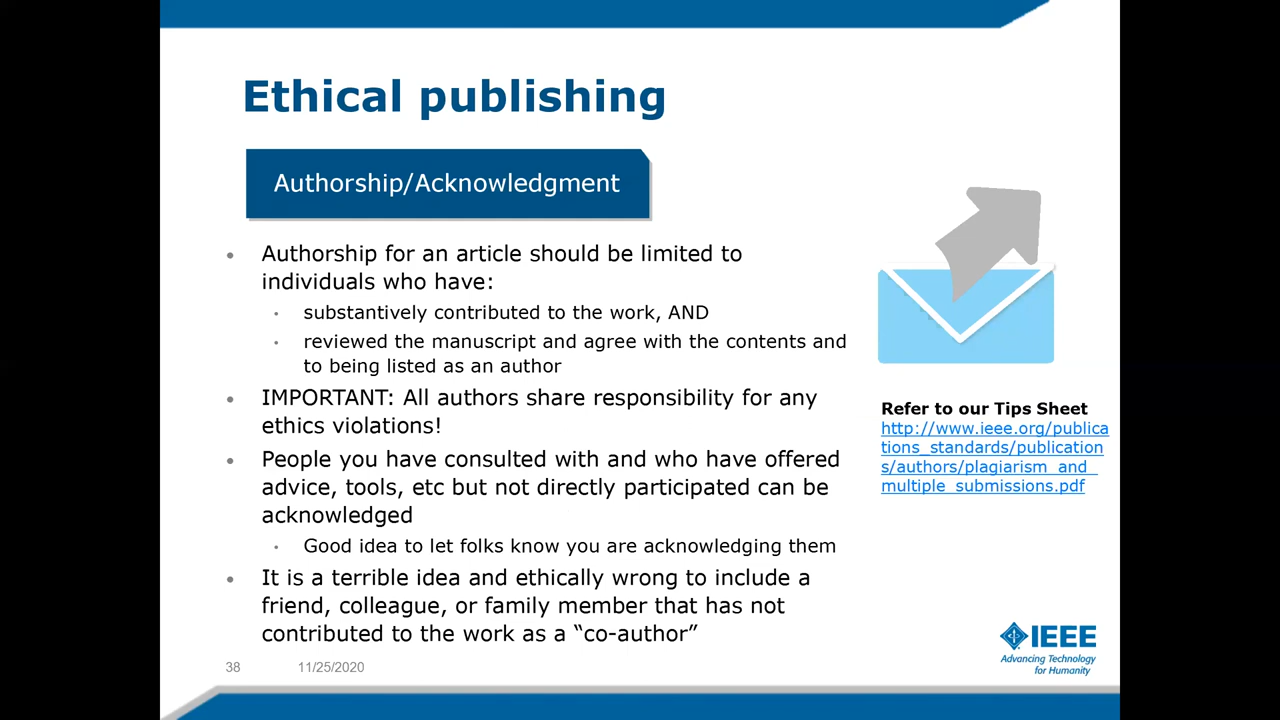 Ethical publishing
Authorship/Acknowledgment
• Authorship for an article should be limited to
individuals who have:
• substantively contributed to the work, AND
• reviewed the manuscript and agree with the contents and
to being listed as an author
• IMPORTANT: All authors share responsibility for any
ethics violations!
• People you have consulted with and who have offered
advice, tools, etc but not directly participated can be
acknowledged
• Good idea to let folks know you are acknowledging them
• It is a terrible idea and ethically wrong to include a
friend, colleague, or family member that has not
contributed to the work as a “co-author”
Refer to our Tips Sheet
http://www.ieee.org/publica
tions_standards/publication
s/authors/plagiarism_and_
multiple_submissions.pdf
38 11/25/2020
IEEE
Advancing Technology
for Humanity